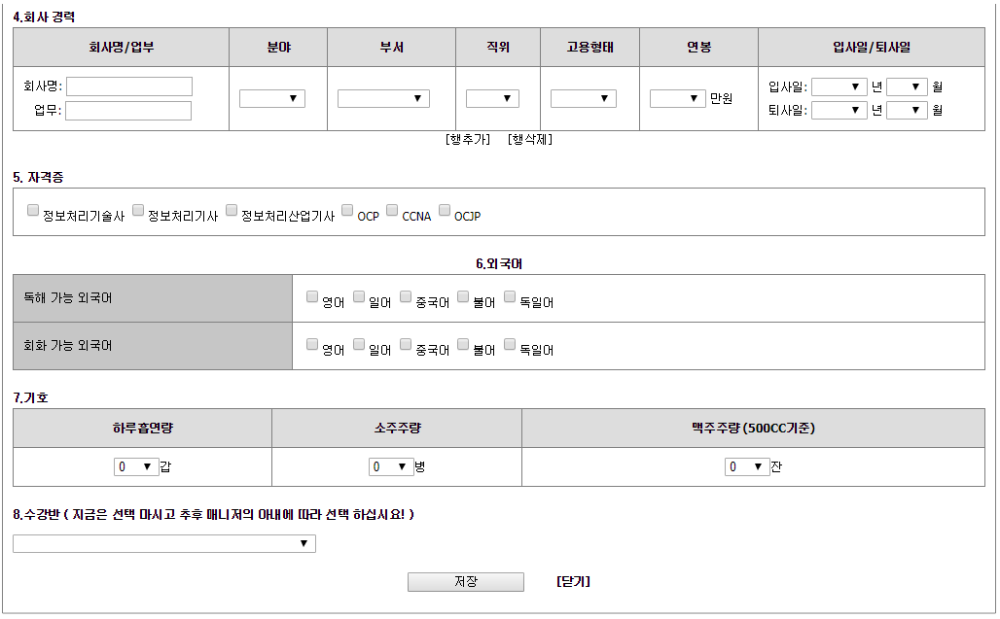 4.회사 경력
회사명/업부 분야 부서 직위 고용형태 연봉 입사일/퇴사일
회사명: 만원 입사일: 년 월
업무: 퇴사일: 년 월
[행추가] [행삭제]
5. 자격증
정보처리기술사 정보처리기사 정보처리산업기사 OCP CCNA OCJP
6.외국어
독해 가능 외국어 영어 일어 중국어 불어 독일어
회화 가능 외국어 영어 일어 중국어 불어 독일어
7.기호
하루흡연량 소주주량 맥주주량(500CC기준)
0 갑 0 병 0 잔
8.수강반 ( 지금은 선택 마시고 추후 매니저의 아내에 따라 선택 하십시요! )
저장 [닫기]